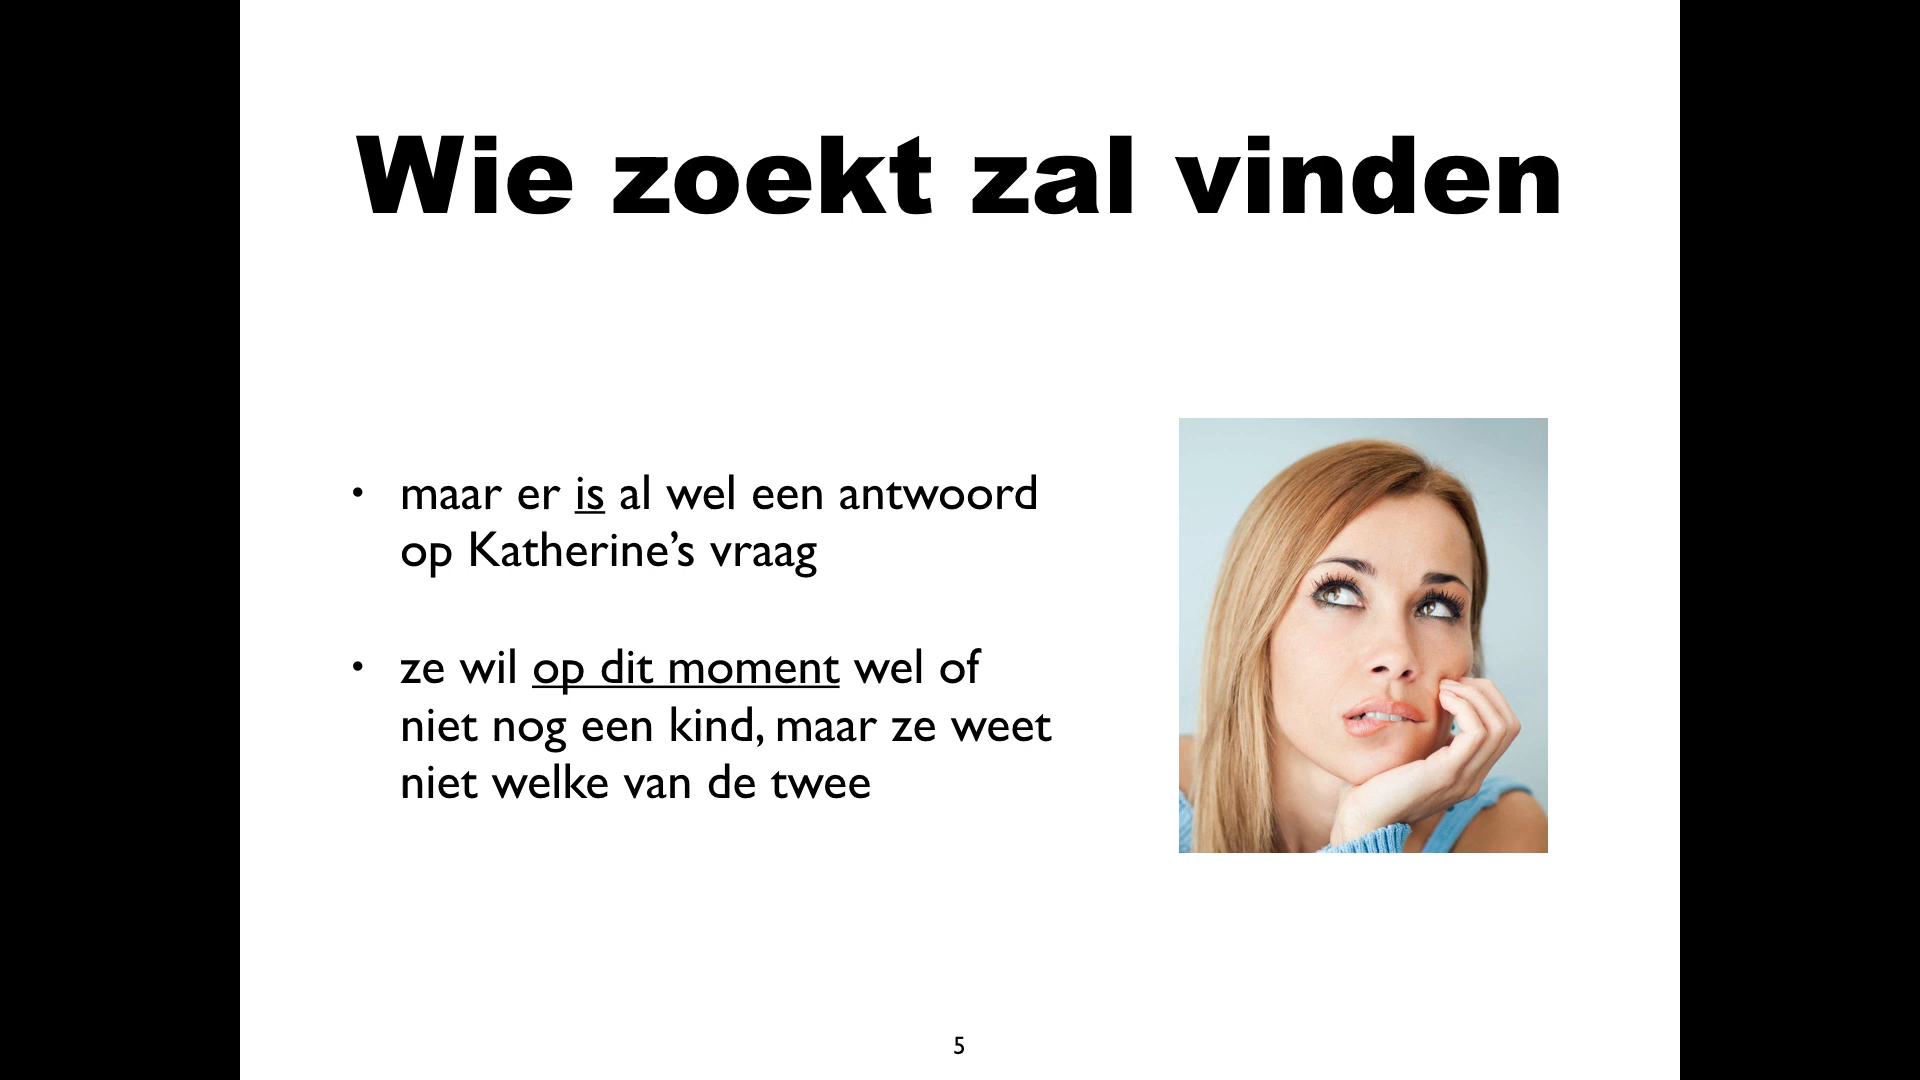 Wie zoekt zal vinden
• maar er is al wel een antwoord
op Katherine’s vraag
• ze wil op dit moment wel of
niet nog een kind, maar ze weet
niet welke van de twee
5